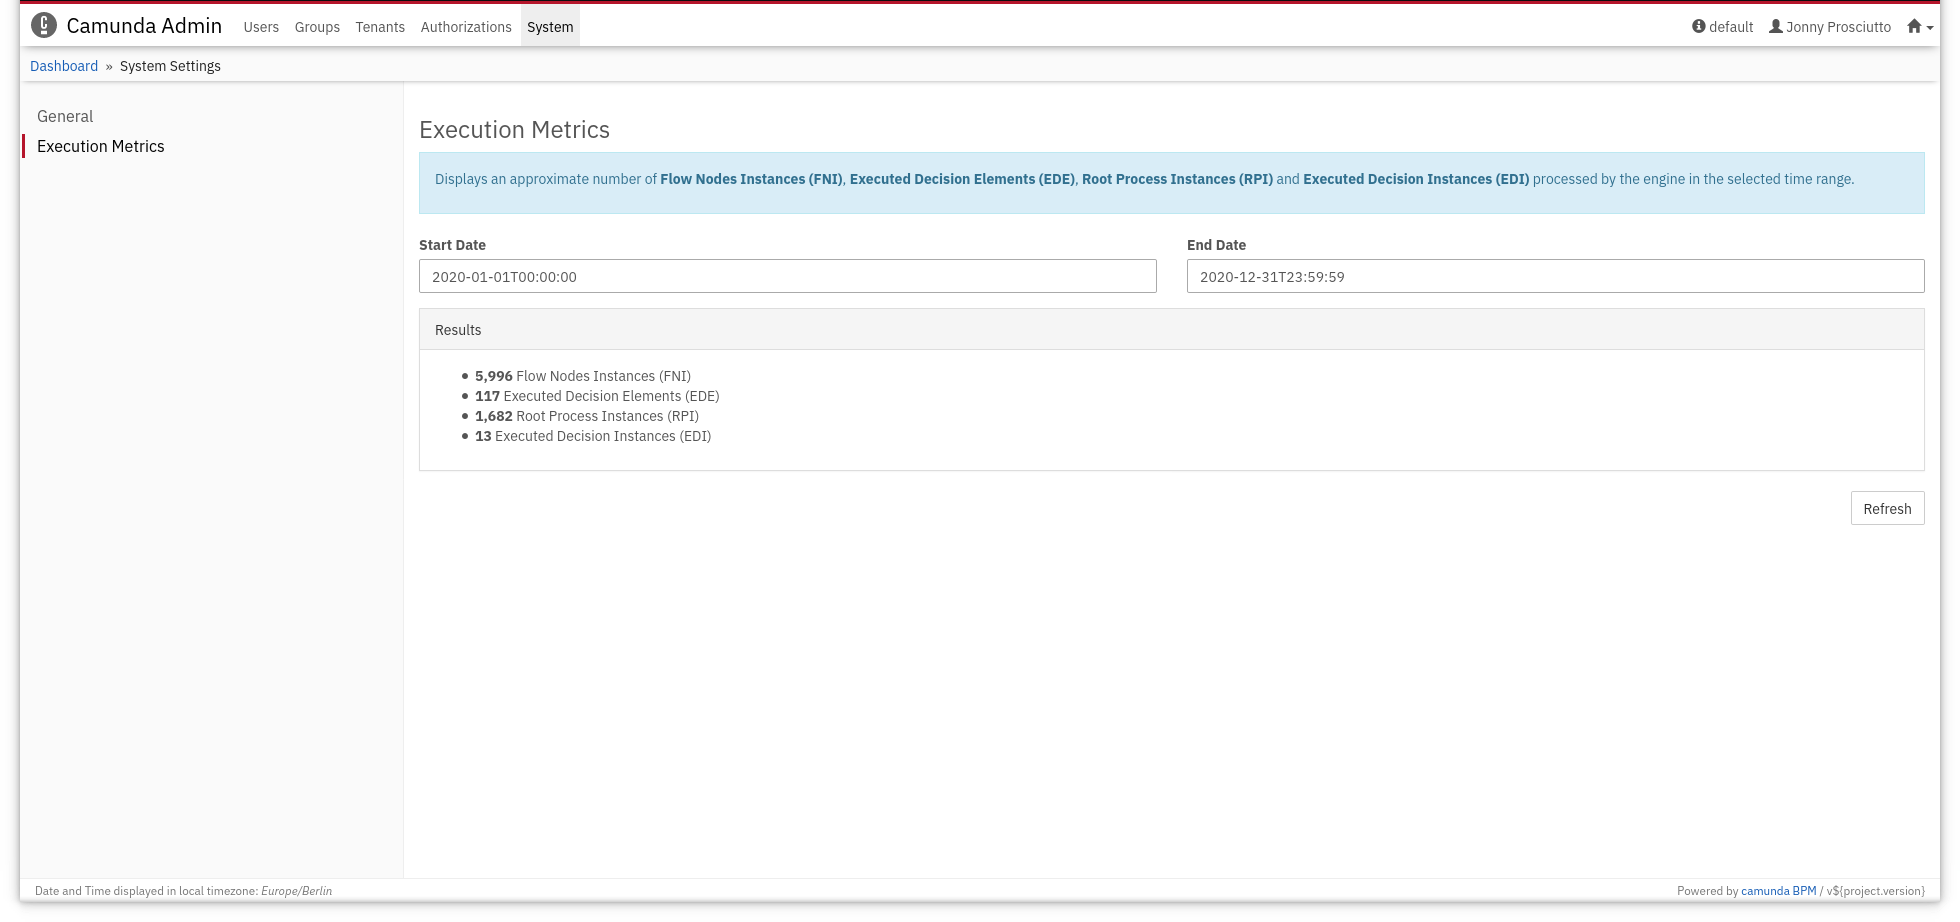 Camunda Admin Users Groups Tenants Authorizations System default Jonny Prosciutto
Dashboard » System Settings
General
Execution Metrics
Execution Metrics
Displays an approximate number of Flow Nodes Instances (FNI), Executed Decision Elements (EDE), Root Process Instances (RPI) and Executed Decision Instances (EDI) processed by the engine in the selected time range.
Start Date
2020-01-01T00:00:00
End Date
2020-12-31T23:59:59
Results
5,996 Flow Nodes Instances (FNI)
117 Executed Decision Elements (EDE)
1,682 Root Process Instances (RPI)
13 Executed Decision Instances (EDI)
Refresh
Date and Time displayed in local timezone: Europe/Berlin
Powered by camunda BPM / v${project.version}